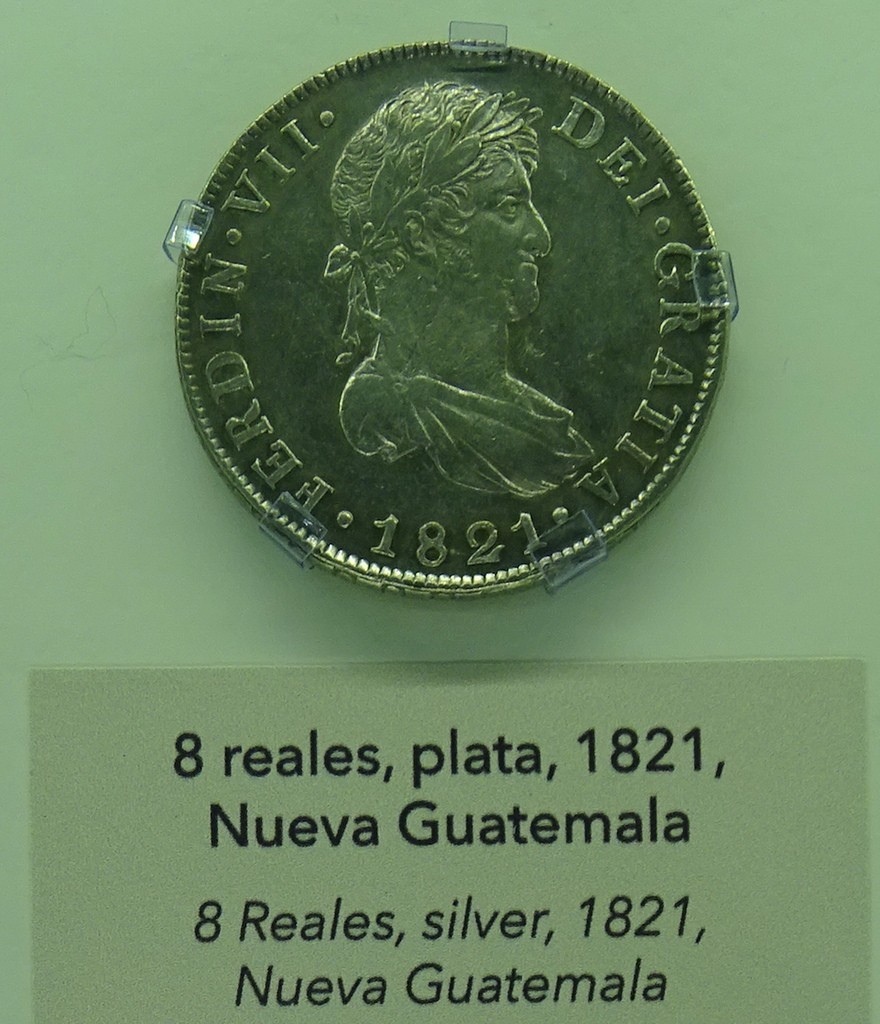 FERDIN · VII · DEI · GRATIA
· 1821 ·
8 reales, plata, 1821,
Nueva Guatemala
8 Reales, silver, 1821,
Nueva Guatemala